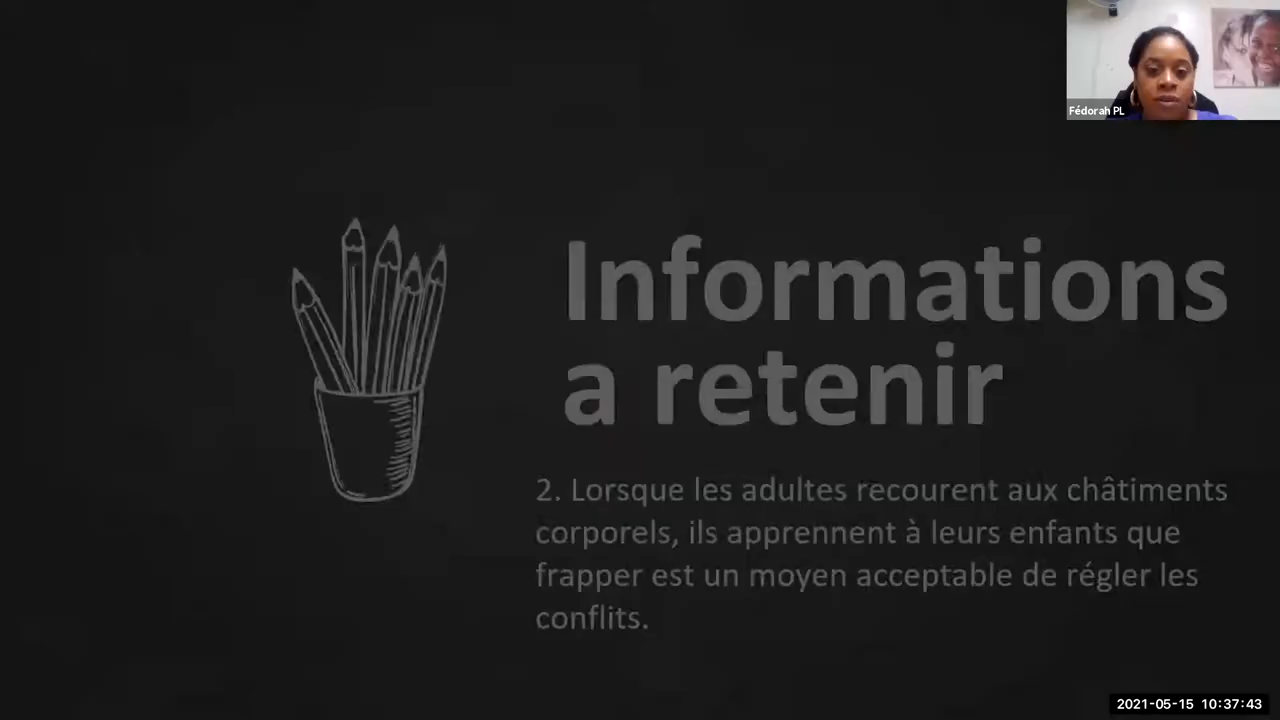 Fédorah PL
Informations
a retenir
2. Lorsque les adultes recourent aux châtiments
corporels, ils apprennent à leurs enfants que
frapper est un moyen acceptable de régler les
conflits.
2021-05-15 10:37:43